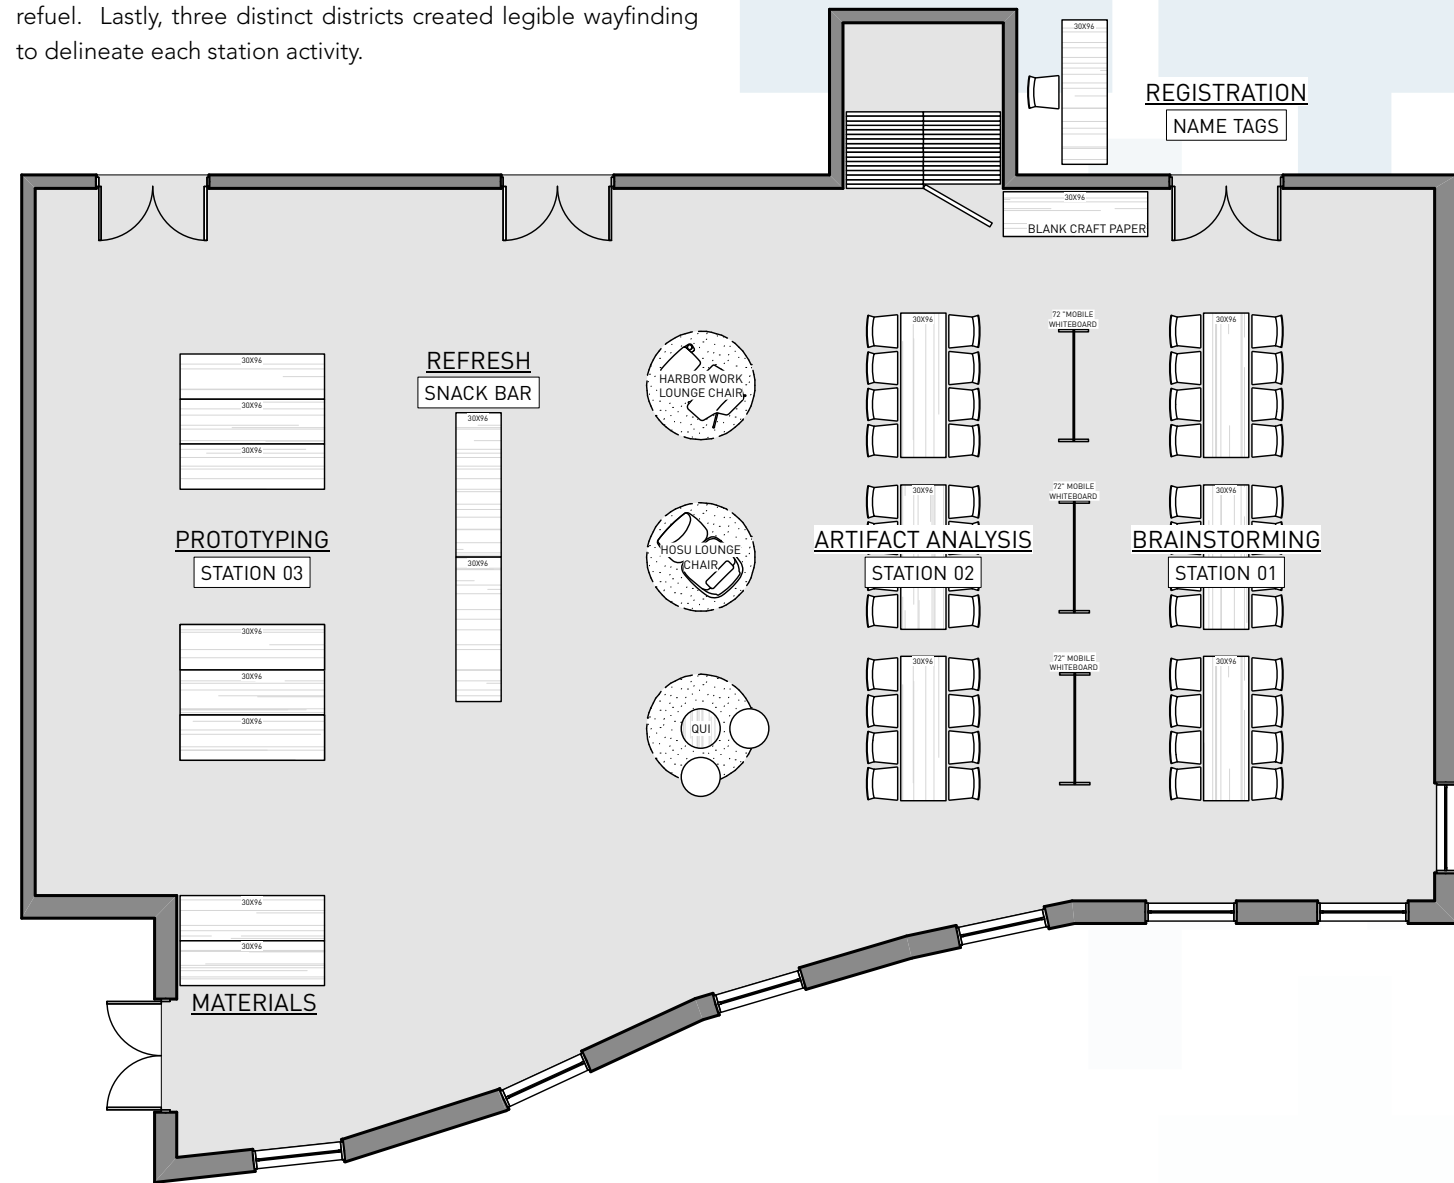 refuel. Lastly, three distinct districts created legible wayfinding
to delineate each station activity.
30X96
REGISTRATION
NAME TAGS
30X96
BLANK CRAFT PAPER
30X96
30X96
30X96
PROTOTYPING
STATION 03
30X96
30X96
30X96
30X96
30X96
MATERIALS
REFRESH
SNACK BAR
30X96
30X96
HARBOR WORK
LOUNGE CHAIR
HOSU LOUNGE
CHAIR
QUI
30X96
30X96
ARTIFACT ANALYSIS
STATION 02
30X96
72 "MOBILE
WHITEBOARD
72" MOBILE
WHITEBOARD
72" MOBILE
WHITEBOARD
30X96
30X96
BRAINSTORMING
STATION 01
30X96